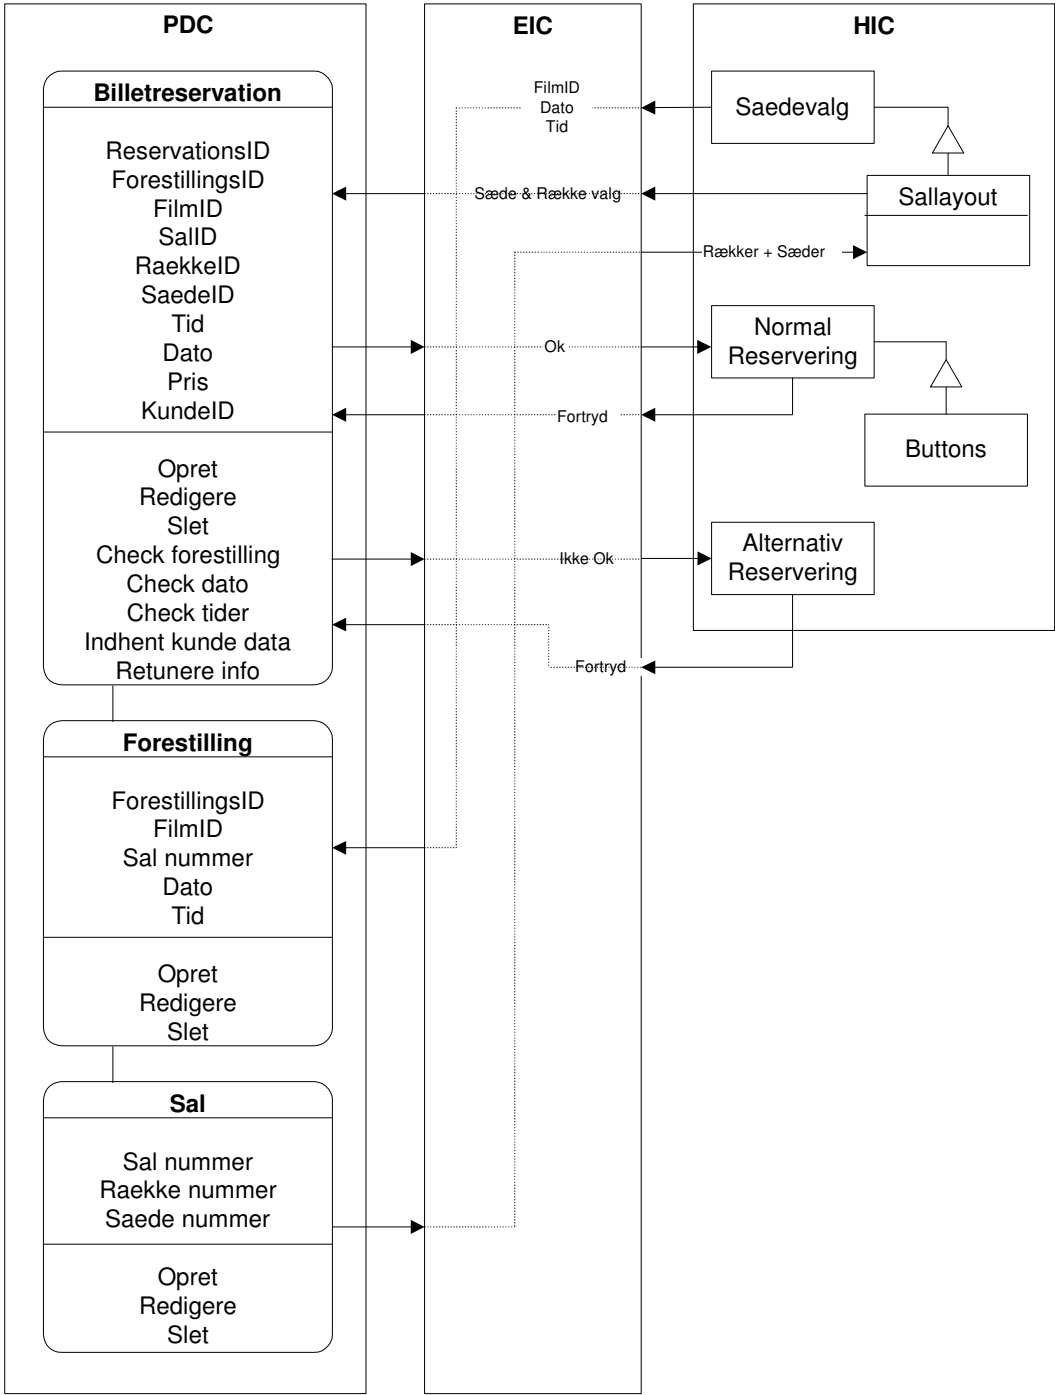 PDC
Billetreservation
ReservationsID
ForestillingsID
FilmID
SalID
RaekkeID
SaedeID
Tid
Dato
Pris
KundeID
Opret
Redigere
Slet
Check forestilling
Check dato
Check tider
Indhent kunde data
Retunere info
Forestilling
ForestillingsID
FilmID
Sal nummer
Dato
Tid
Opret
Redigere
Slet
Sal
Sal nummer
Raekke nummer
Saede nummer
Opret
Redigere
Slet
EIC
FilmID
Dato
Tid
Sæde & Række valg
Ok
Fortryd
Ikke Ok
Fortryd
HIC
Saedevalg
Sallayout
Rækker + Sæder
Normal
Reservering
Buttons
Alternativ
Reservering